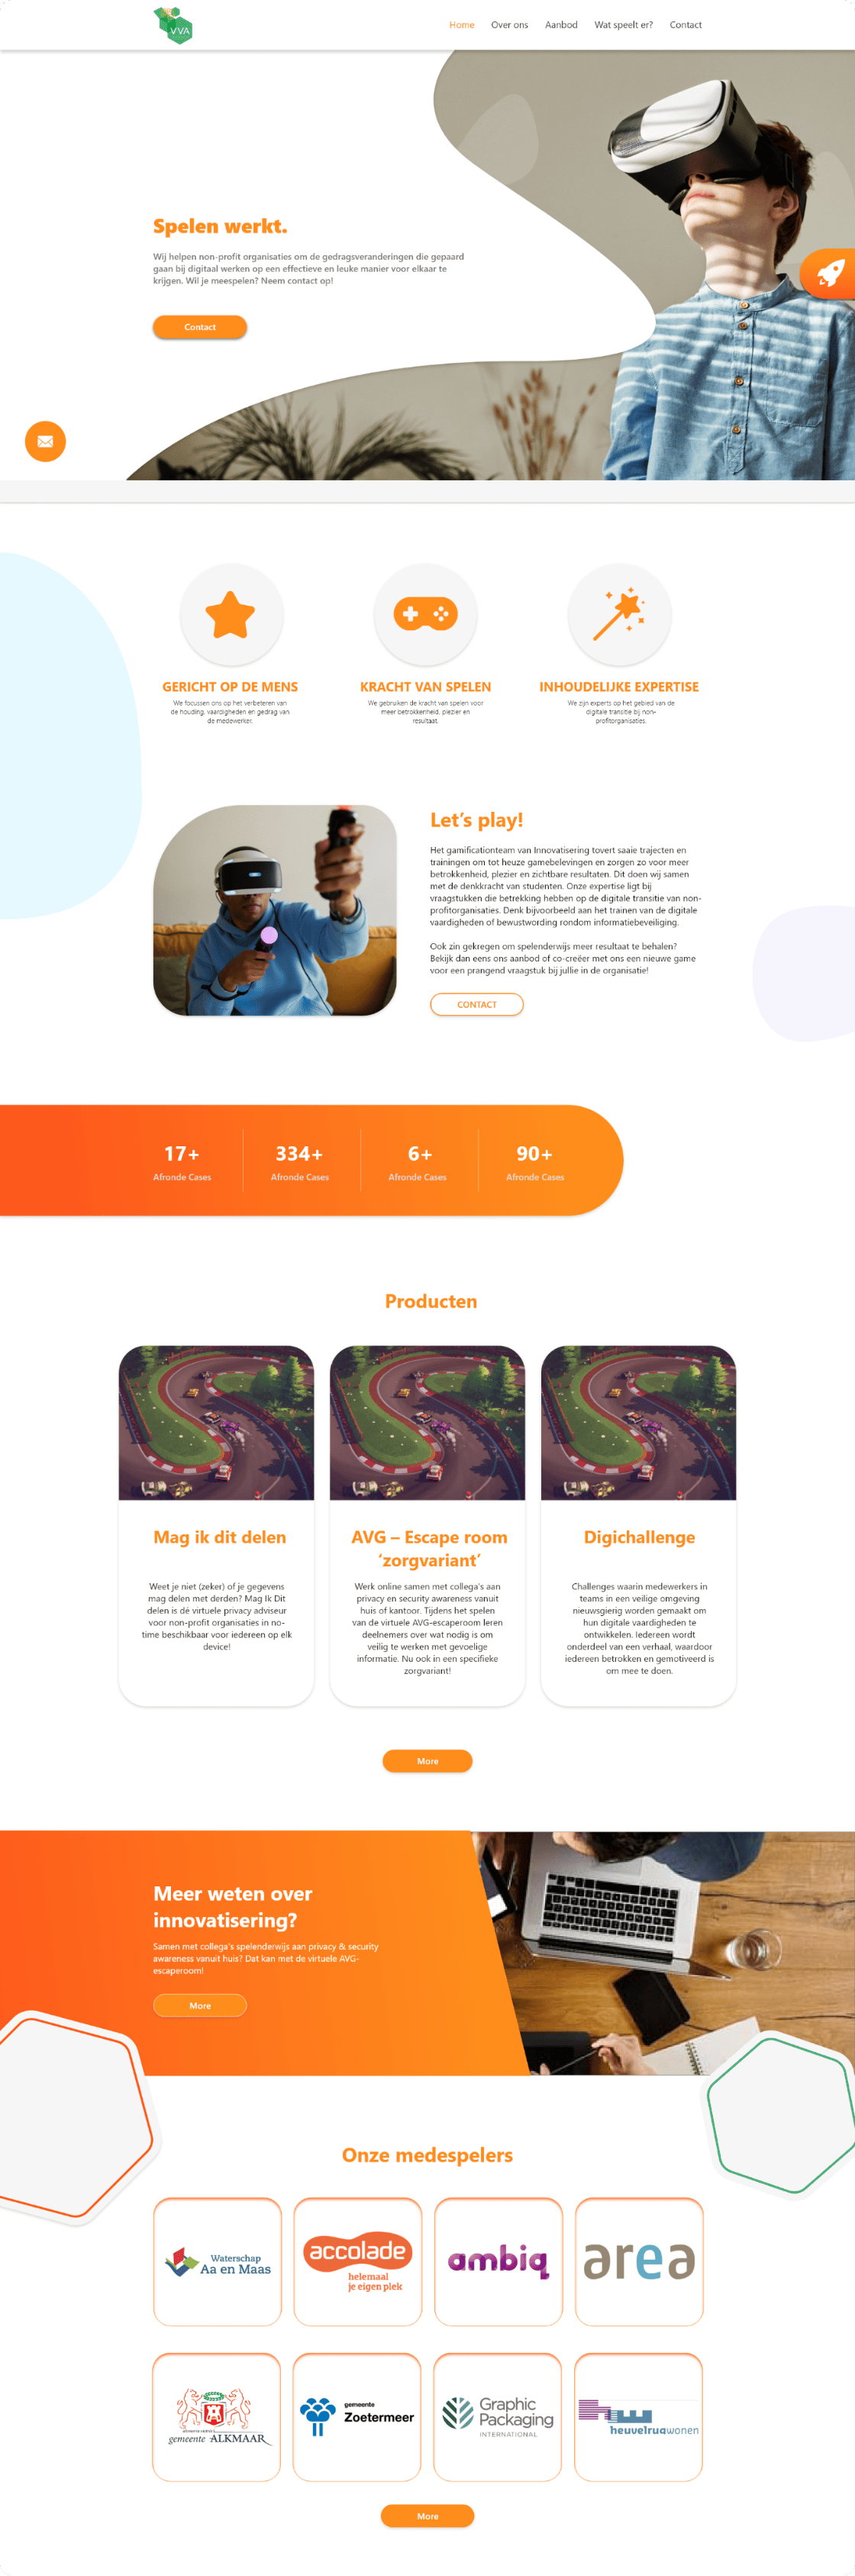 VVA
Home Over ons Aanbod Wat speelt er? Contact
Spelen werkt.
Wij helpen non-profit organisaties om de gedragsveranderingen die gepaard
gaan bij digitaal werken op een effectieve en leuke manier voor elkaar te
krijgen. Wil je meespelen? Neem contact op!
Contact
GERICHT OP DE MENS
We focussen ons op het verbeteren van
de houding, vaardigheden en gedrag van
de medewerker.
KRACHT VAN SPELEN
We gebruiken de kracht van spelen voor
meer betrokkenheid, plezier en
resultaat.
INHOUDELIJKE EXPERTISE
We zijn experts op het gebied van de
digitale transitie bij non-
profitorganisaties.
Let's play!
Het gamificationteam van Innovatisering tovert saaie trajecten en
trainingen om tot heuze gamebelevingen en zorgen zo voor meer
betrokkenheid, plezier en zichtbare resultaten. Dit doen wij samen
met de denkkracht van studenten. Onze expertise ligt bij
vraagstukken die betrekking hebben op de digitale transitie van non-
profitorganisaties. Denk bijvoorbeeld aan het trainen van de digitale
vaardigheden of bewustwording rondom informatiebeveiliging.
Ook zin gekregen om spelenderwijs meer resultaat te behalen?
Bekijk dan eens ons aanbod of co-creëer met ons een nieuwe game
voor een prangend vraagstuk bij jullie in de organisatie!
CONTACT
17+ 334+ 6+ 90+
Afronde Cases Afronde Cases Afronde Cases Afronde Cases
Producten
Mag ik dit delen
Weet je niet (zeker) of je gegevens
mag delen met derden? Mag Ik Dit
delen is dé virtuele privacy adviseur
voor non-profit organisaties in no-
time beschikbaar voor iedereen op elk
device!
AVG – Escape room
'zorgvariant'
Werk online samen met collega's aan
privacy en security awareness vanuit
huis of kantoor. Tijdens het spelen
van de virtuele AVG-escaperoom leren
deelnemers over wat nodig is om
veilig te werken met gevoelige
informatie. Nu ook in een specifieke
zorgvariant!
Digichallenge
Challenges waarin medewerkers in
teams in een veilige omgeving
nieuwsgierig worden gemaakt om
hun digitale vaardigheden te
ontwikkelen. Iedereen wordt
onderdeel van een verhaal, waardoor
iedereen betrokken en gemotiveerd is
om mee te doen.
More
Meer weten over
innovatisering?
Samen met collega's spelenderwijs aan privacy & security
awareness vanuit huis? Dat kan met de virtuele AVG-
escaperoom!
More
Onze medespelers
Waterschap
Aa en Maas
accolade
helemaal
je eigen plek
ambiq
area
gemeente ALKMAAR
gemeente
Zoetermeer
Graphic
Packaging
INTERNATIONAL
heuvelrugwonen
More